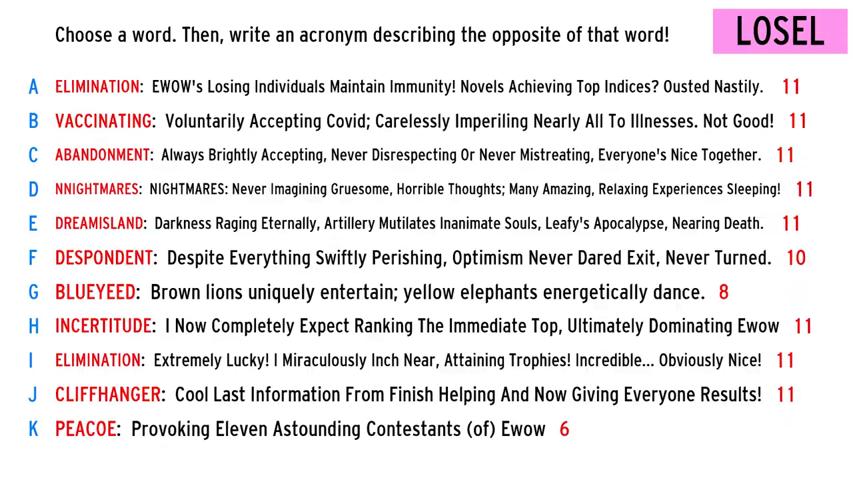 Choose a word. Then, write an acronym describing the opposite of that word!
LOSEL
A ELIMINATION: EWOW's Losing Individuals Maintain Immunity! Novels Achieving Top Indices? Ousted Nastily. 11
B VACCINATING: Voluntarily Accepting Covid; Carelessly Imperiling Nearly All To Illnesses. Not Good! 11
C ABANDONMENT: Always Brightly Accepting, Never Disrespecting Or Never Mistreating, Everyone's Nice Together. 11
D NNIGHTMARES: NIGHTMARES: Never Imagining Gruesome, Horrible Thoughts; Many Amazing, Relaxing Experiences Sleeping! 11
E DREAMISLAND: Darkness Raging Eternally, Artillery Mutilates Inanimate Souls, Leafy's Apocalypse, Nearing Death. 11
F DESPONDENT: Despite Everything Swiftly Perishing, Optimism Never Dared Exit, Never Turned. 10
G BLUEYEED: Brown lions uniquely entertain; yellow elephants energetically dance. 8
H INCERTITUDE: I Now Completely Expect Ranking The Immediate Top, Ultimately Dominating Ewow 11
I ELIMINATION: Extremely Lucky! I Miraculously Inch Near, Attaining Trophies! Incredible... Obviously Nice! 11
J CLIFFHANGER: Cool Last Information From Finish Helping And Now Giving Everyone Results! 11
K PEACOE: Provoking Eleven Astounding Contestants (of) Ewow 6